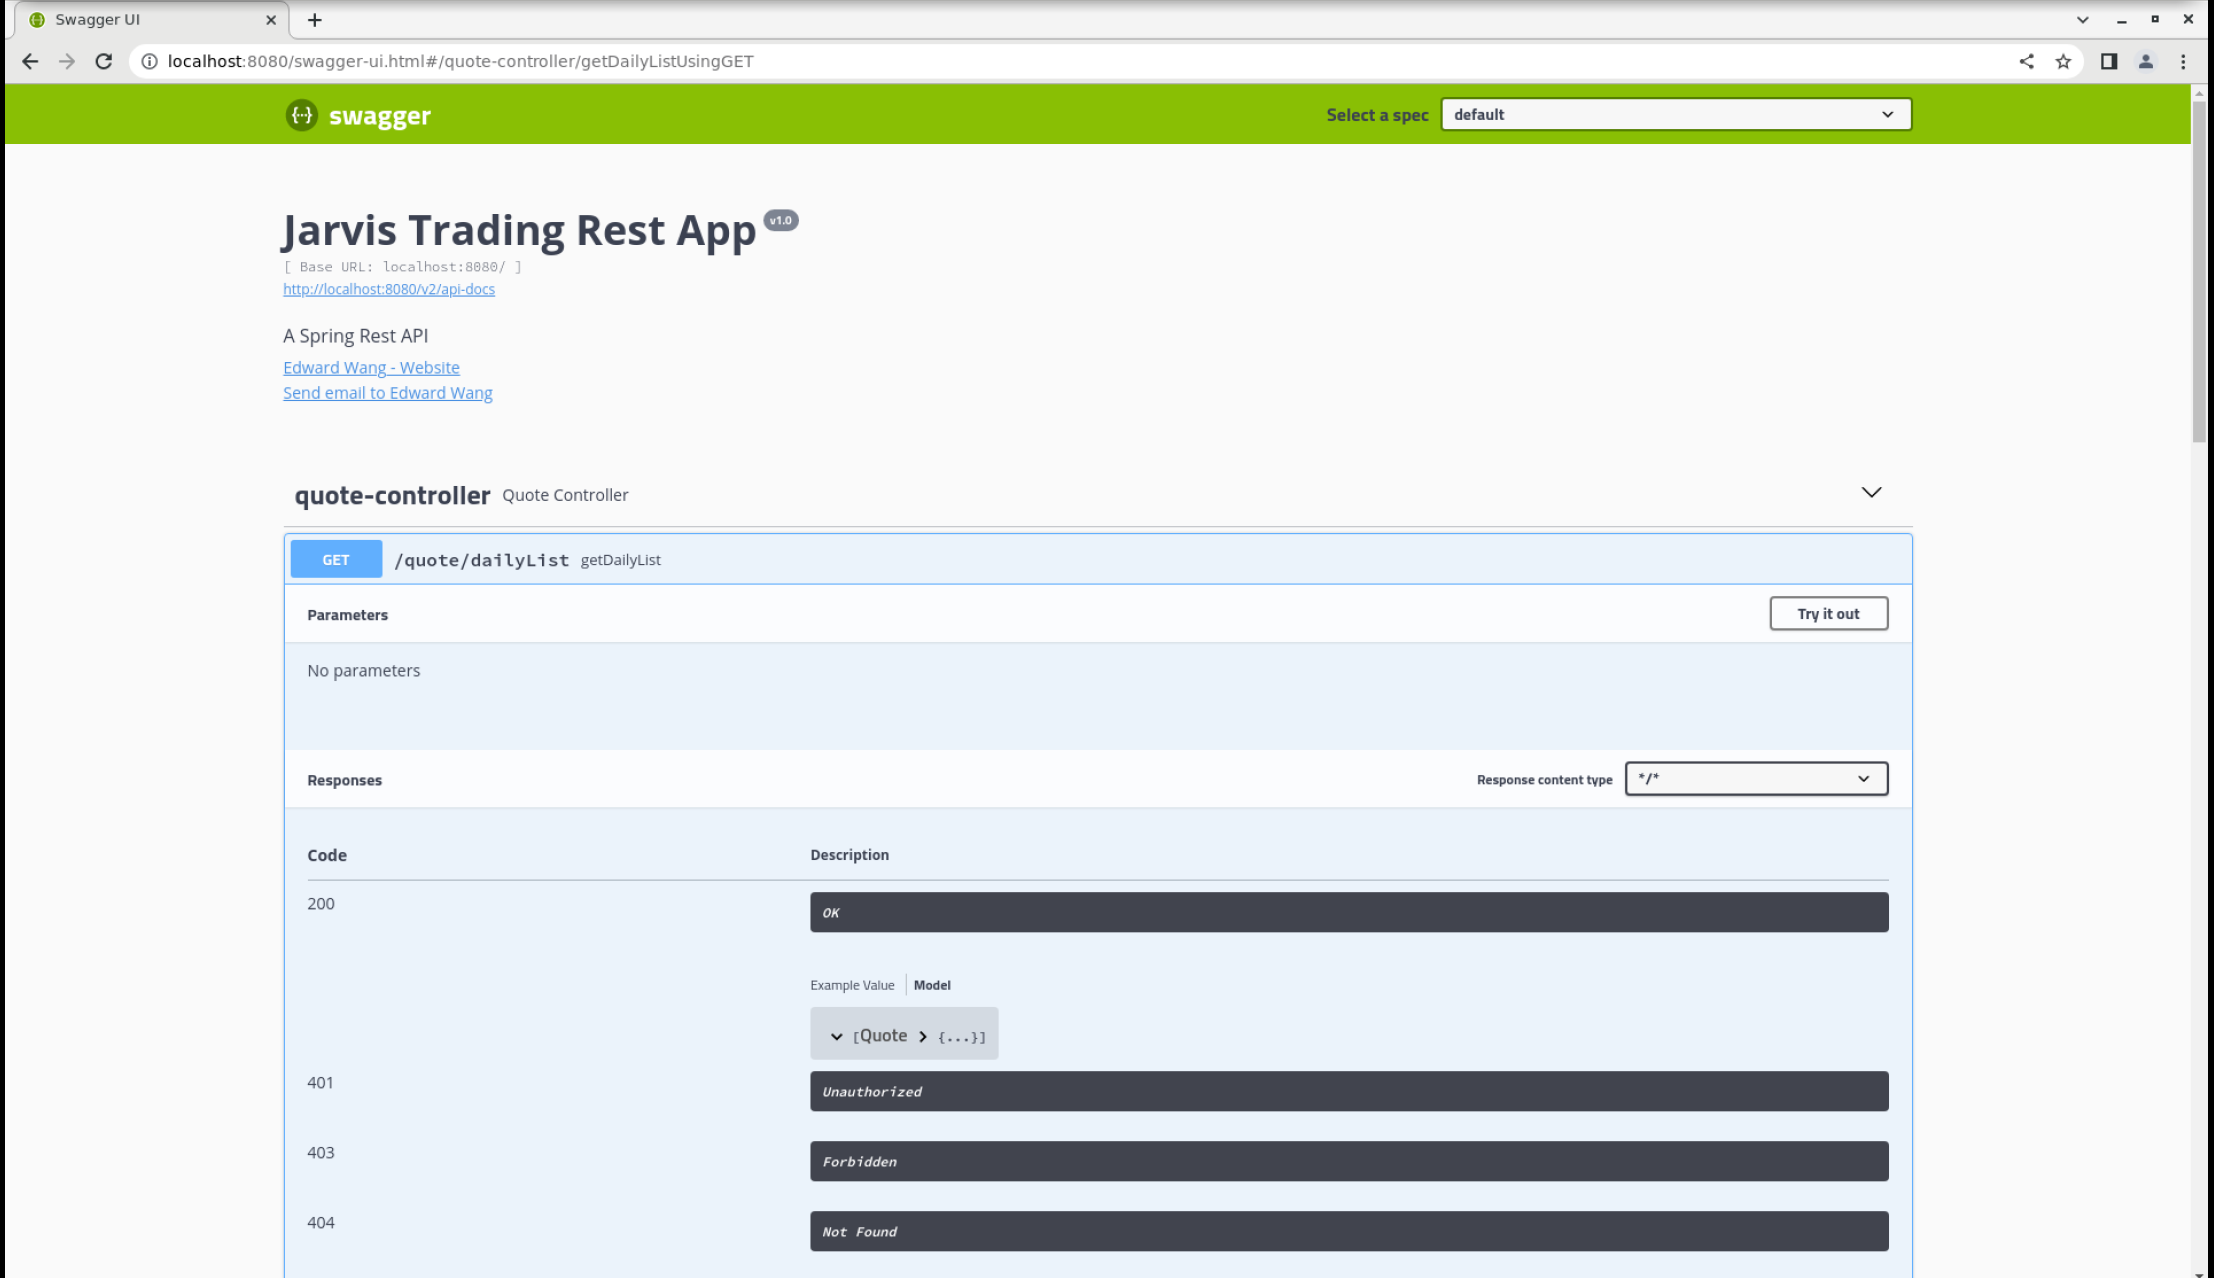 Swagger UI
localhost:8080/swagger-ui.html#/quote-controller/getDailyListUsingGET
{···} swagger
Select a spec default
Jarvis Trading Rest App v1.0
[ Base URL: localhost:8080/ ]
http://localhost:8080/v2/api-docs
A Spring Rest API
Edward Wang - Website
Send email to Edward Wang
quote-controller Quote Controller
GET /quote/dailyList getDailyList
Parameters Try it out
No parameters
Responses Response content type */*
Code Description
200 OK
Example Value Model
[Quote {...}]
401 Unauthorized
403 Forbidden
404 Not Found